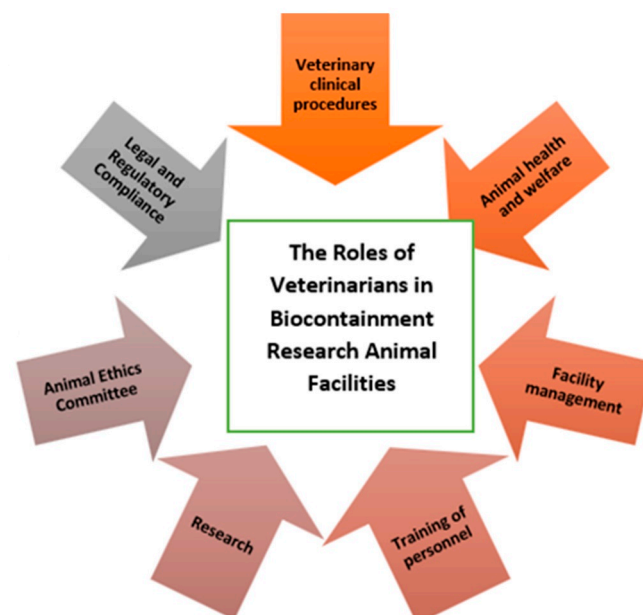 Veterinary
clinical
procedures
Animal health
and welfare
Facility
management
Training of
personnel
Research
Animal Ethics
Committee
Legal and
Regulatory
Compliance
The Roles of
Veterinarians in
Biocontainment
Research Animal
Facilities